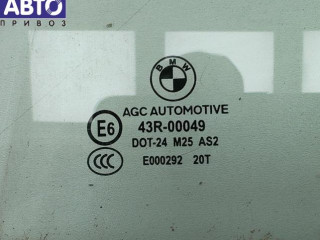 АВТО
ПРИВОЗ
BMW
AGC AUTOMOTIVE
E6 43R-00049
DOT-24 M25 AS2
CCC E000292 20T